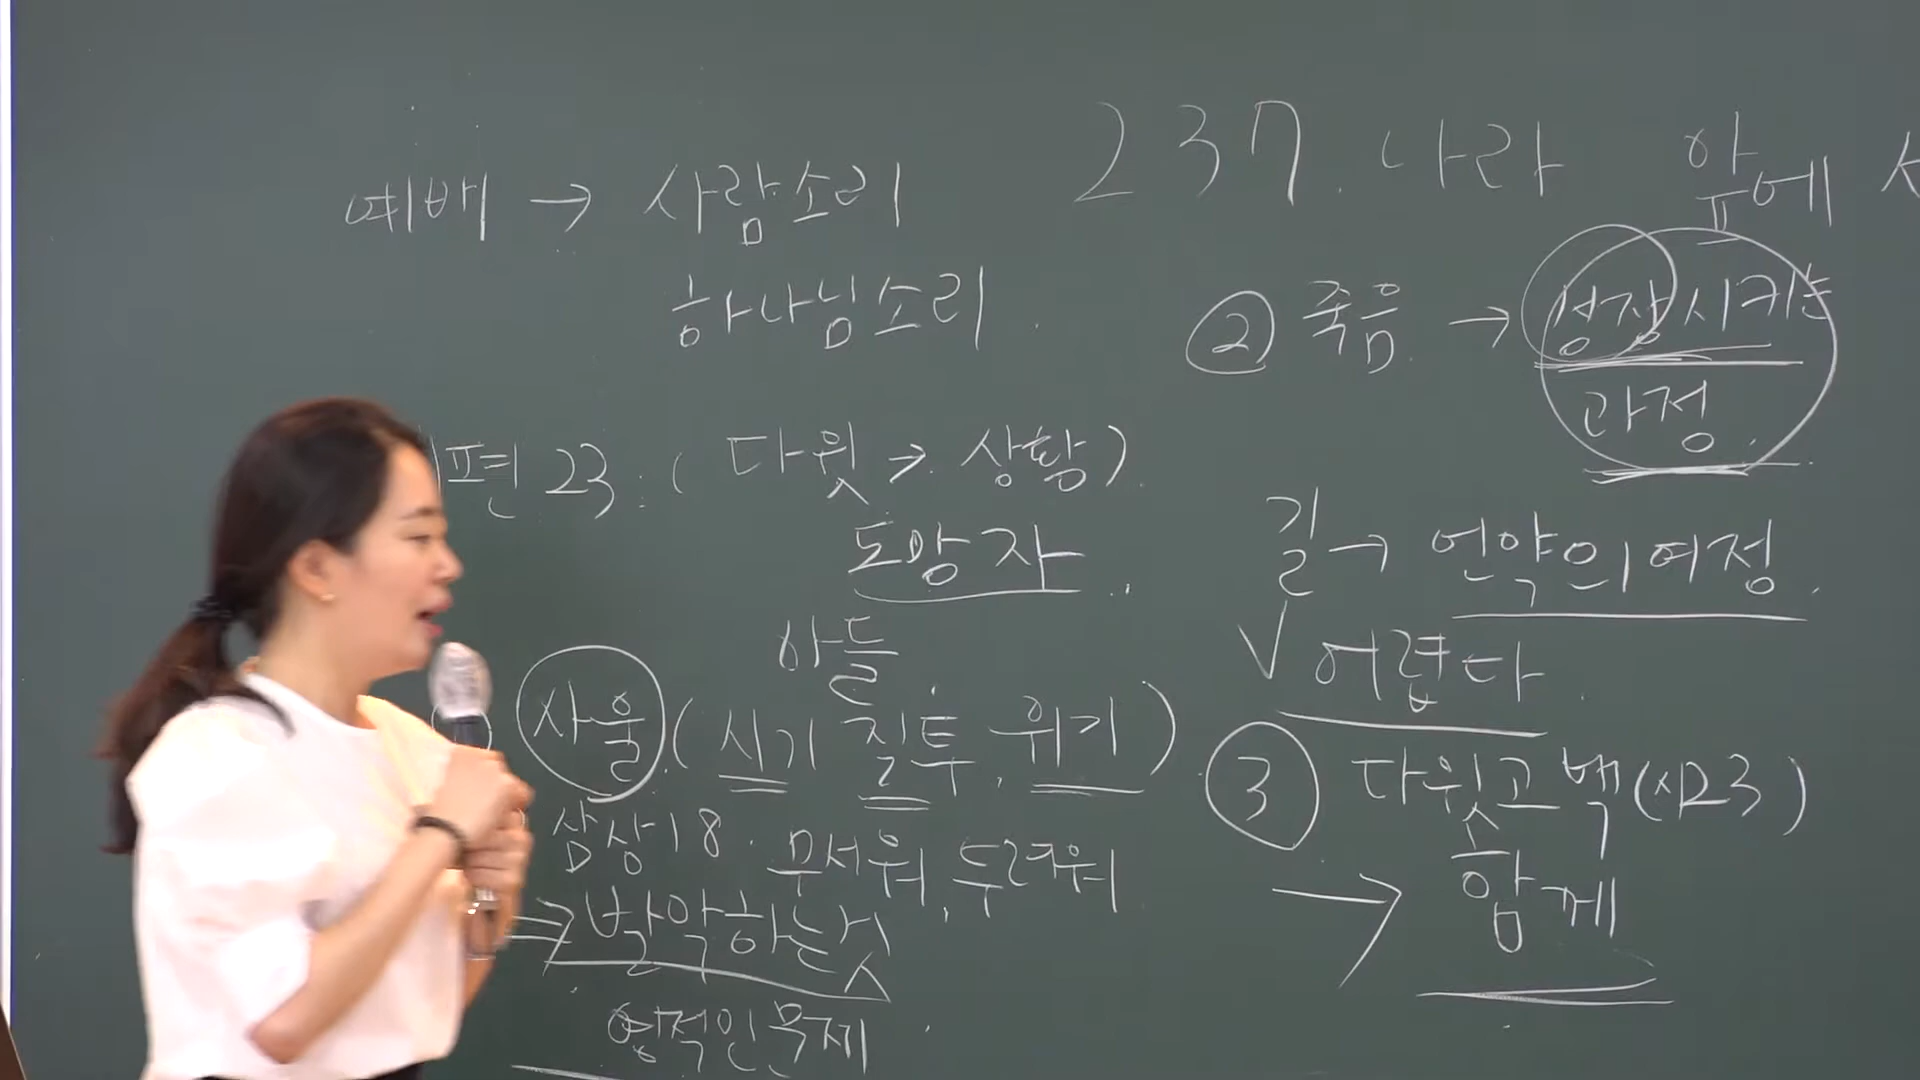 예배 → 사람소리
하나님소리
편 23 : ( 다윗 → 상황 )
도망자
아들
사울 ( 시기 질투, 위기 )
삼상 18. 무서워, 두려워
⇒ 발악하는 것
영적인 문제
237. 나라 앞에 서
② 죽음 → 성장시키는
과정
길 → 언약의 여정
√ 어렵다
③ 다윗고백 (시23)
→ 함께